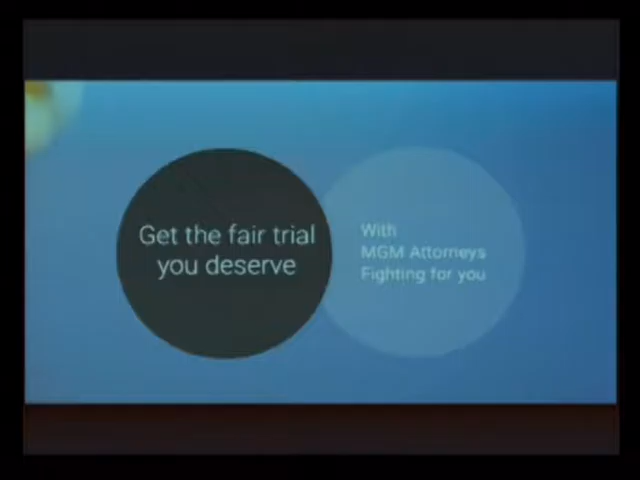 Get the fair trial
you deserve
With
MGM Attorneys
Fighting for you